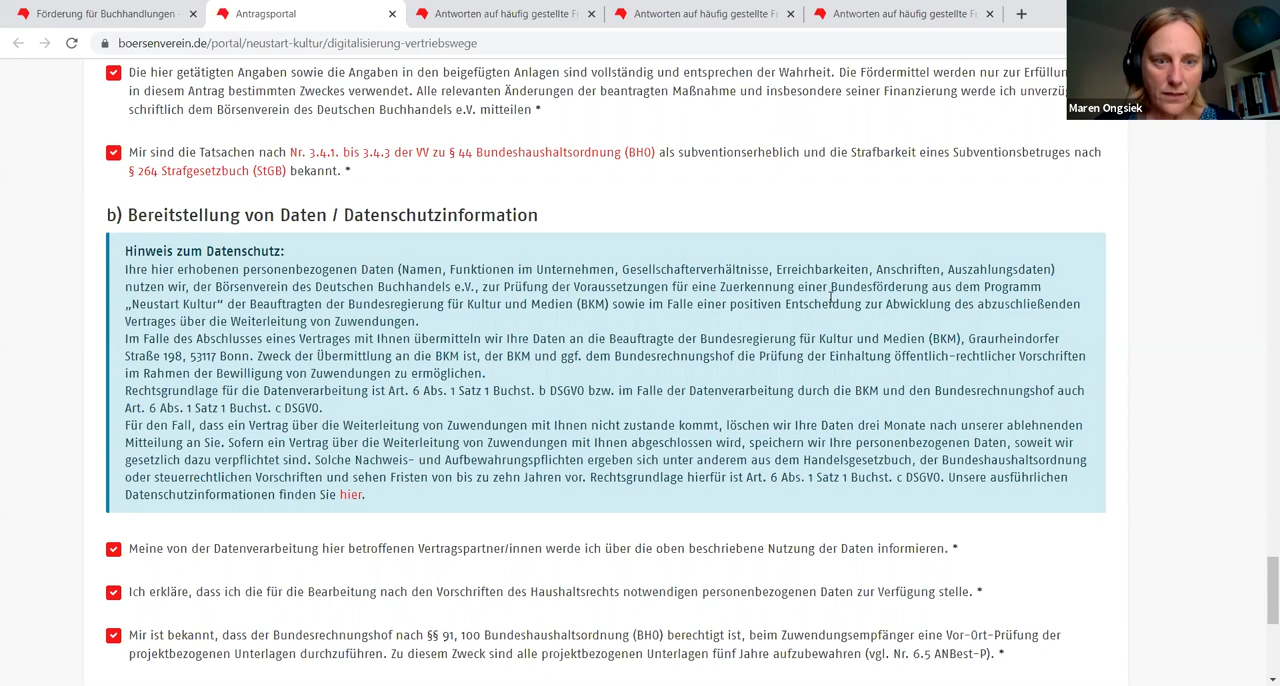 Förderung für Buchhandlungen
Antragsportal
Antworten auf häufig gestellte Fr
Antworten auf häufig gestellte Fr
Antworten auf häufig gestellte Fr
boersenverein.de/portal/neustart-kultur/digitalisierung-vertriebswege
Maren Ongsiek
Die hier getätigten Angaben sowie die Angaben in den beigefügten Anlagen sind vollständig und entsprechen der Wahrheit. Die Fördermittel werden nur zur Erfüllun
in diesem Antrag bestimmten Zweckes verwendet. Alle relevanten Änderungen der beantragten Maßnahme und insbesondere seiner Finanzierung werde ich unverzüg
schriftlich dem Börsenverein des Deutschen Buchhandels e.V. mitteilen *
Mir sind die Tatsachen nach Nr. 3.4.1. bis 3.4.3 der VV zu § 44 Bundeshaushaltsordnung (BHO) als subventionserheblich und die Strafbarkeit eines Subventionsbetruges nach
§ 264 Strafgesetzbuch (StGB) bekannt. *
b) Bereitstellung von Daten / Datenschutzinformation
Hinweis zum Datenschutz:
Ihre hier erhobenen personenbezogenen Daten (Namen, Funktionen im Unternehmen, Gesellschafterverhältnisse, Erreichbarkeiten, Anschriften, Auszahlungsdaten)
nutzen wir, der Börsenverein des Deutschen Buchhandels e.V., zur Prüfung der Voraussetzungen für eine Zuerkennung einer Bundesförderung aus dem Programm
„Neustart Kultur“ der Beauftragten der Bundesregierung für Kultur und Medien (BKM) sowie im Falle einer positiven Entscheidung zur Abwicklung des abzuschließenden
Vertrages über die Weiterleitung von Zuwendungen.
Im Falle des Abschlusses eines Vertrages mit Ihnen übermitteln wir Ihre Daten an die Beauftragte der Bundesregierung für Kultur und Medien (BKM), Graurheindorfer
Straße 198, 53117 Bonn. Zweck der Übermittlung an die BKM ist, der BKM und ggf. dem Bundesrechnungshof die Prüfung der Einhaltung öffentlich-rechtlicher Vorschriften
im Rahmen der Bewilligung von Zuwendungen zu ermöglichen.
Rechtsgrundlage für die Datenverarbeitung ist Art. 6 Abs. 1 Satz 1 Buchst. b DSGVO bzw. im Falle der Datenverarbeitung durch die BKM und den Bundesrechnungshof auch
Art. 6 Abs. 1 Satz 1 Buchst. c DSGVO.
Für den Fall, dass ein Vertrag über die Weiterleitung von Zuwendungen mit Ihnen nicht zustande kommt, löschen wir Ihre Daten drei Monate nach unserer ablehnenden
Mitteilung an Sie. Sofern ein Vertrag über die Weiterleitung von Zuwendungen mit Ihnen abgeschlossen wird, speichern wir Ihre personenbezogenen Daten, soweit wir
gesetzlich dazu verpflichtet sind. Solche Nachweis- und Aufbewahrungspflichten ergeben sich unter anderem aus dem Handelsgesetzbuch, der Bundeshaushaltsordnung
oder steuerrechtlichen Vorschriften und sehen Fristen von bis zu zehn Jahren vor. Rechtsgrundlage hierfür ist Art. 6 Abs. 1 Satz 1 Buchst. c DSGVO. Unsere ausführlichen
Datenschutzinformationen finden Sie hier.
Meine von der Datenverarbeitung hier betroffenen Vertragspartner/innen werde ich über die oben beschriebene Nutzung der Daten informieren. *
Ich erkläre, dass ich die für die Bearbeitung nach den Vorschriften des Haushaltsrechts notwendigen personenbezogenen Daten zur Verfügung stelle. *
Mir ist bekannt, dass der Bundesrechnungshof nach §§ 91, 100 Bundeshaushaltsordnung (BHO) berechtigt ist, beim Zuwendungsempfänger eine Vor-Ort-Prüfung der
projektbezogenen Unterlagen durchzuführen. Zu diesem Zweck sind alle projektbezogenen Unterlagen fünf Jahre aufzubewahren (vgl. Nr. 6.5 ANBest-P). *